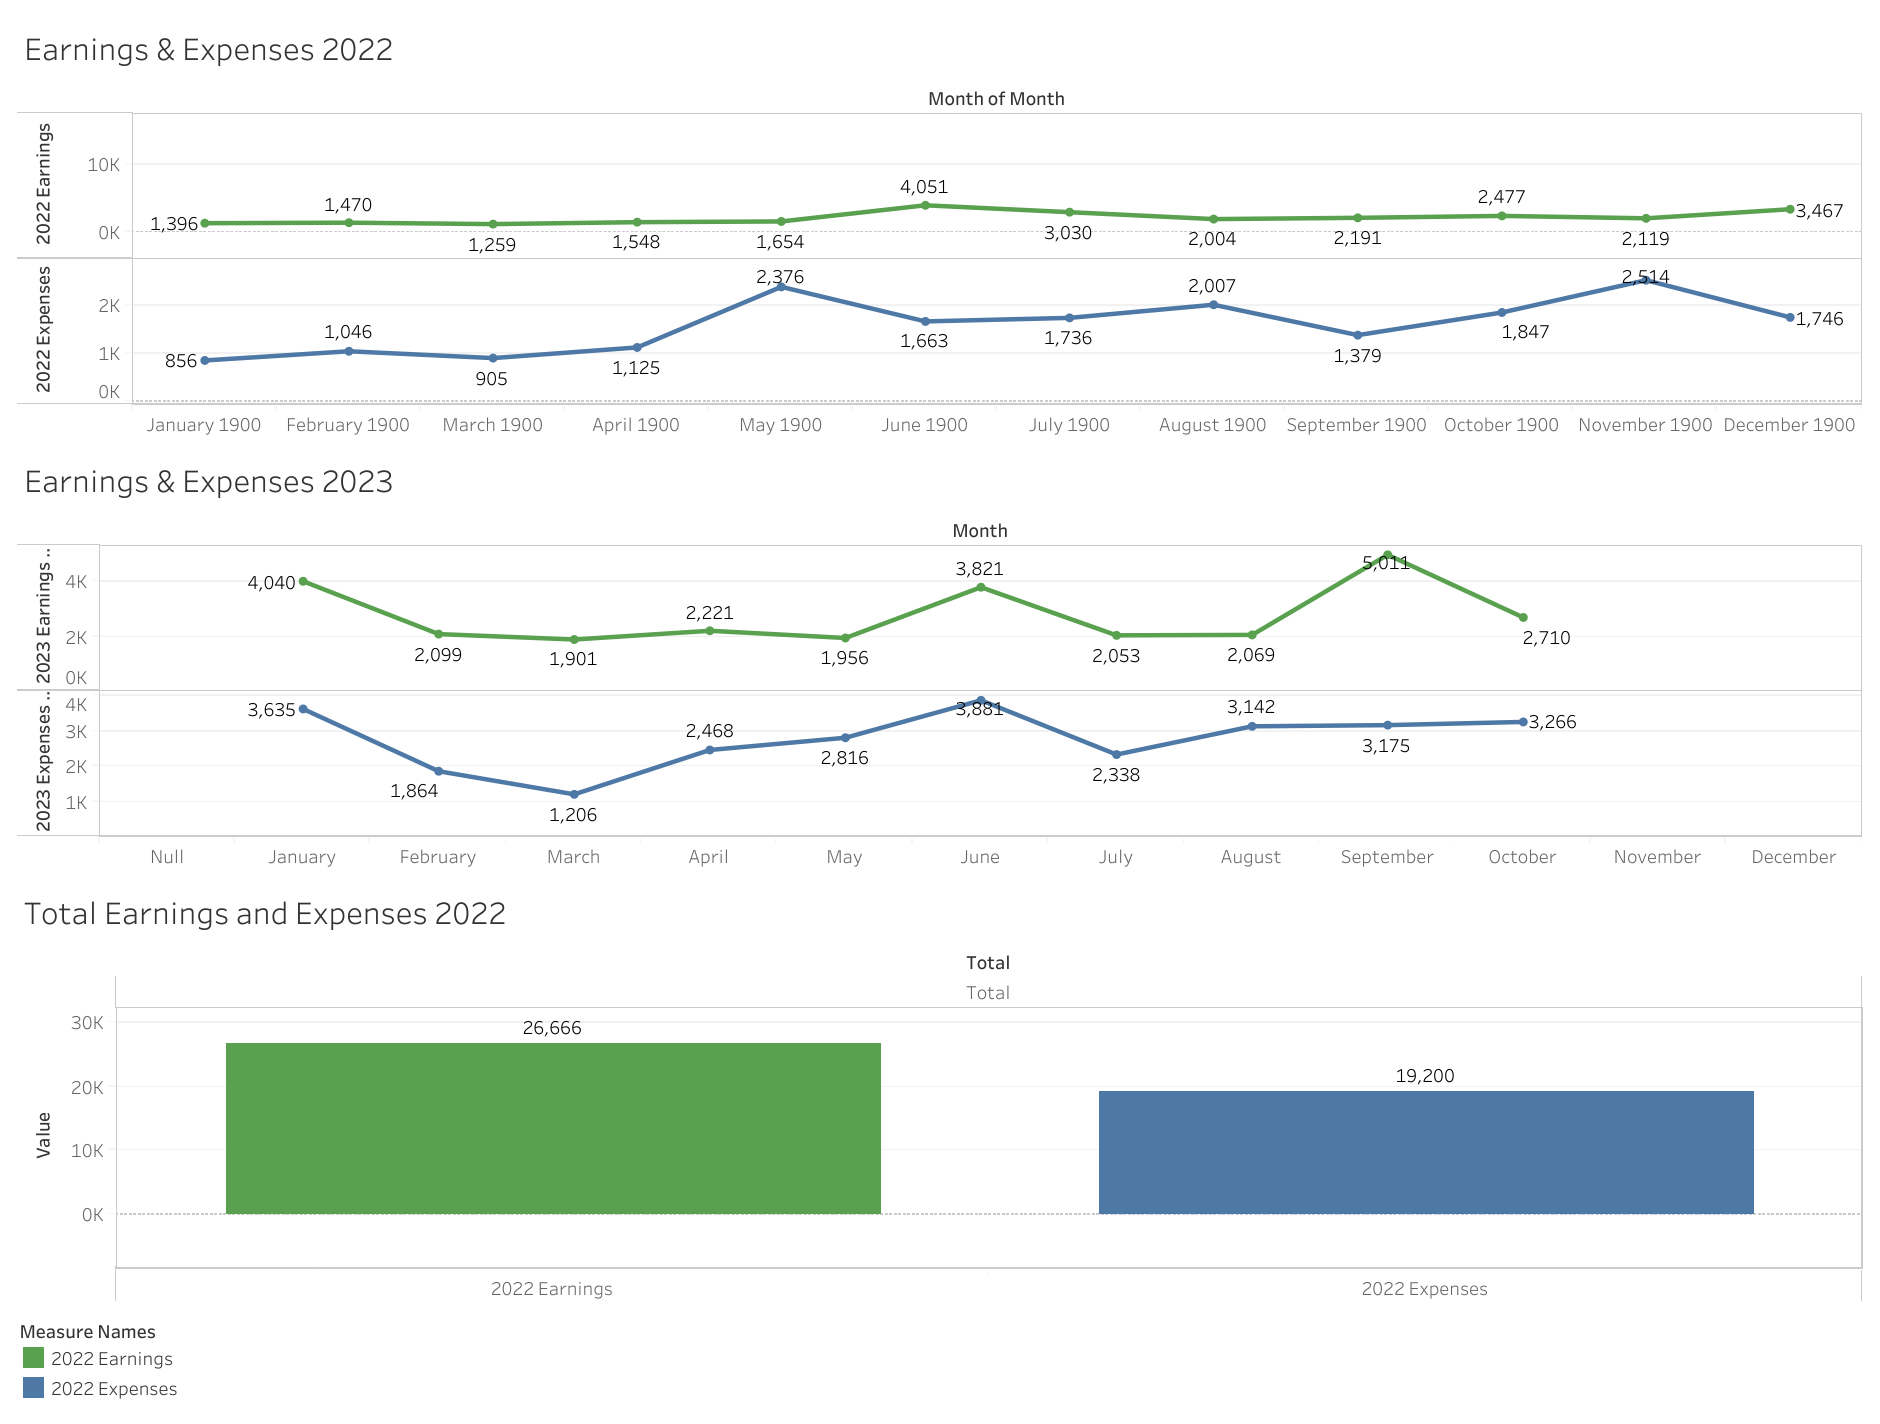 Earnings & Expenses 2022
Month of Month
2022 Earnings
10K
0K
1,396
1,470
1,259
1,548
1,654
4,051
3,030
2,004
2,191
2,477
2,119
3,467
2022 Expenses
2K
1K
0K
856
1,046
905
1,125
2,376
1,663
1,736
2,007
1,379
1,847
2,514
1,746
January 1900 February 1900 March 1900 April 1900 May 1900 June 1900 July 1900 August 1900 September 1900 October 1900 November 1900 December 1900
Earnings & Expenses 2023
Month
2023 Earnings ..
4K
2K
0K
4,040
2,099
1,901
2,221
1,956
3,821
2,053
2,069
5,011
2,710
2023 Expenses ..
4K
3K
2K
1K
3,635
1,864
1,206
2,468
2,816
3,881
2,338
3,142
3,175
3,266
Null January February March April May June July August September October November December
Total Earnings and Expenses 2022
Total
Total
Value
30K
20K
10K
0K
26,666
19,200
2022 Earnings 2022 Expenses
Measure Names
2022 Earnings
2022 Expenses